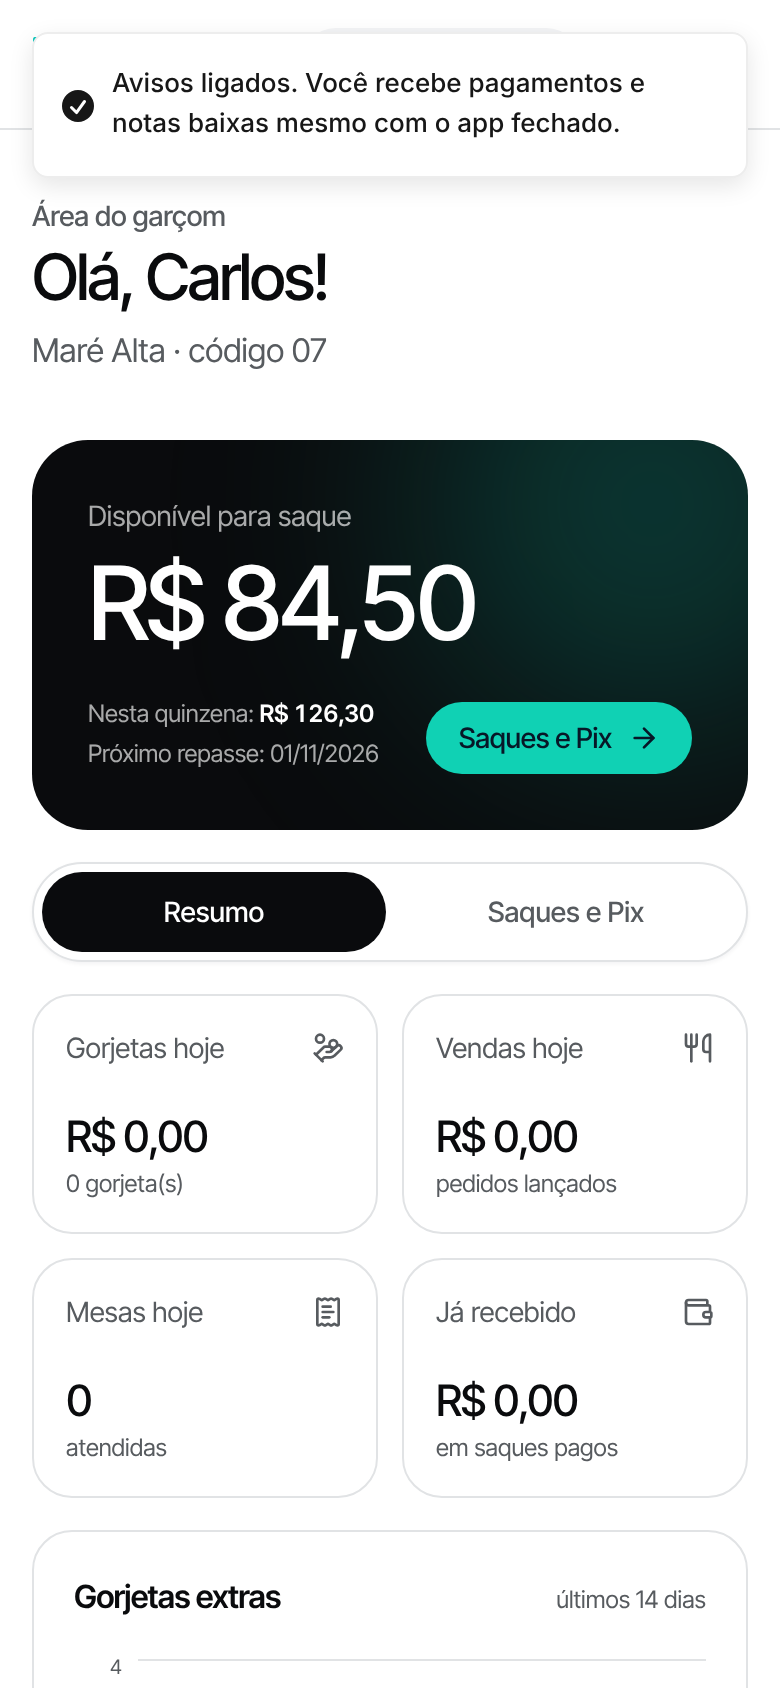 Avisos ligados. Você recebe pagamentos e
notas baixas mesmo com o app fechado.
Área do garçom
Olá, Carlos!
Maré Alta · código 07
Disponível para saque
R$ 84,50
Nesta quinzena: R$ 126,30
Próximo repasse: 01/11/2026
Saques e Pix
Resumo
Saques e Pix
Gorjetas hoje
R$ 0,00
0 gorjeta(s)
Vendas hoje
R$ 0,00
pedidos lançados
Mesas hoje
0
atendidas
Já recebido
R$ 0,00
em saques pagos
Gorjetas extras
últimos 14 dias
4